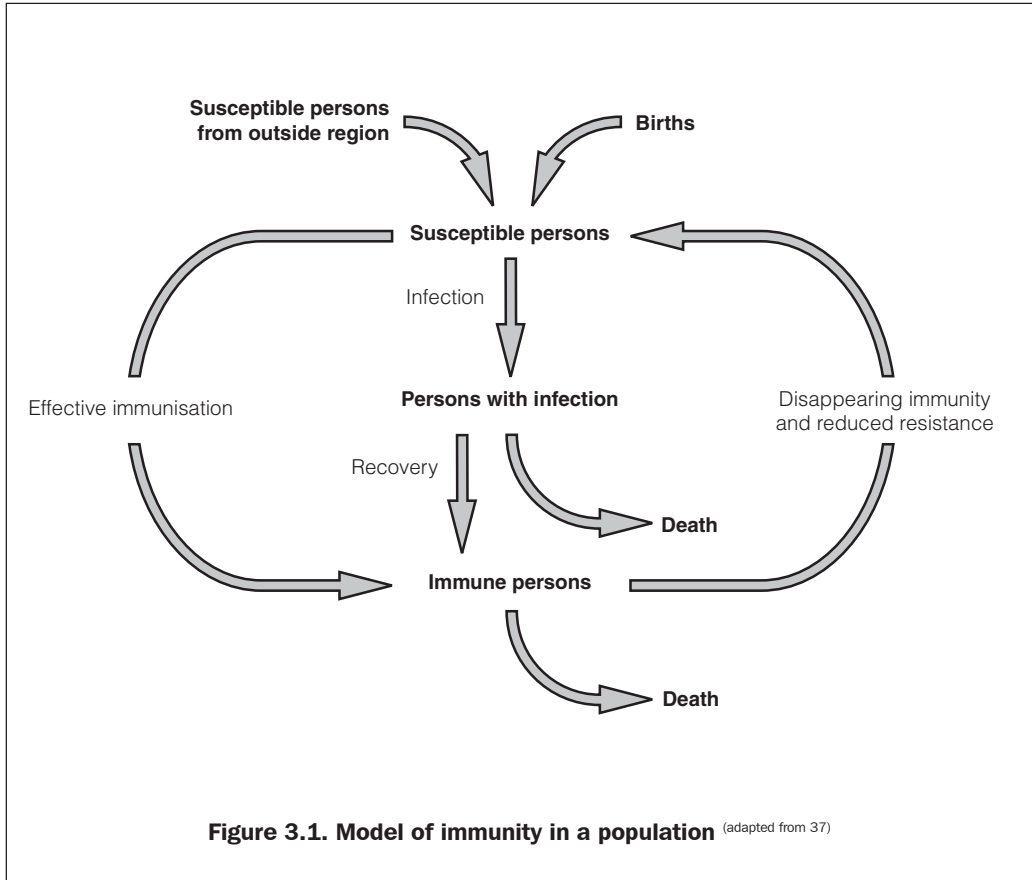 Susceptible persons
from outside region
Births
Susceptible persons
Infection
Persons with infection
Effective immunisation
Disappearing immunity
and reduced resistance
Recovery
Death
Immune persons
Death
Figure 3.1. Model of immunity in a population (adapted from 37)